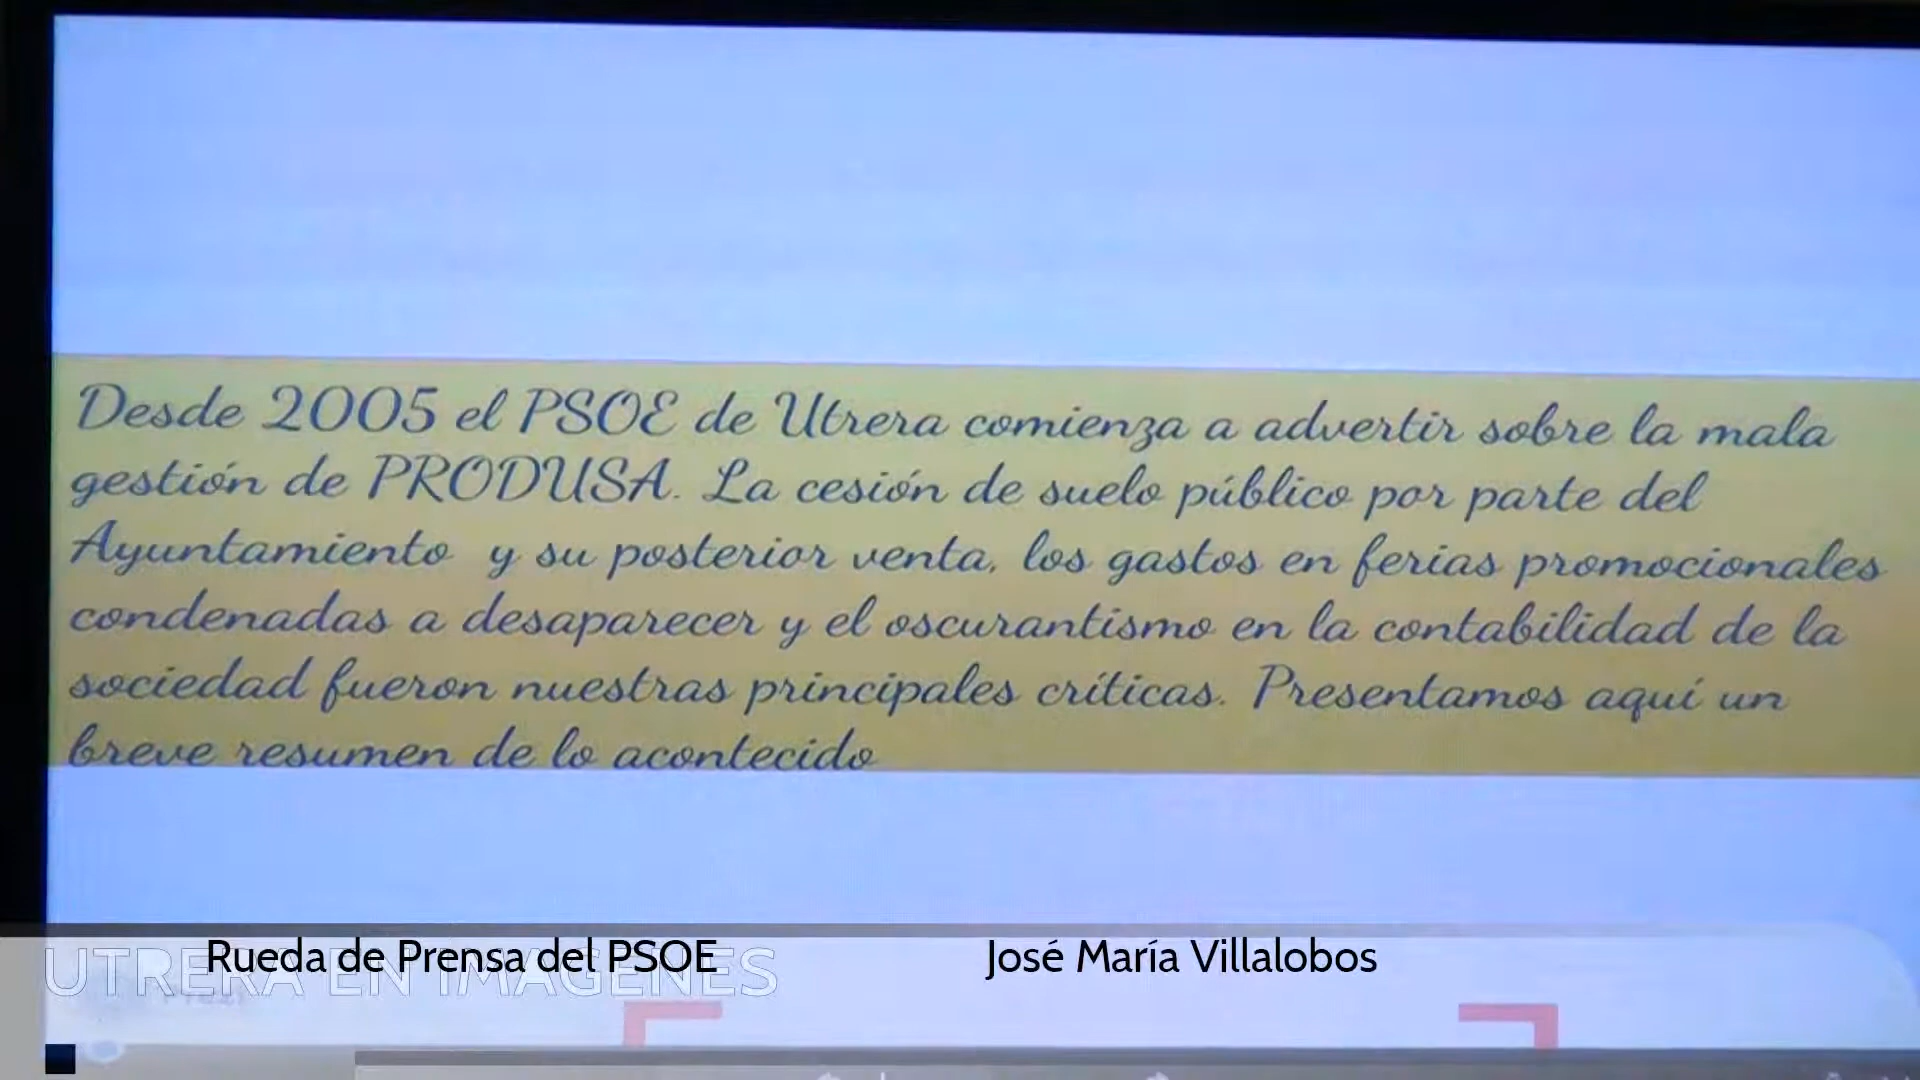 Desde 2005 el PSOE de Utrera comienza a advertir sobre la mala
gestión de PRODUSA. La cesión de suelo público por parte del
Ayuntamiento y su posterior venta, los gastos en ferias promocionales
condenadas a desaparecer y el oscurantismo en la contabilidad de la
sociedad fueron nuestras principales críticas. Presentamos aquí un
breve resumen de lo acontecido
Rueda de Prensa del PSOE José María Villalobos
UTRERA EN IMAGENES